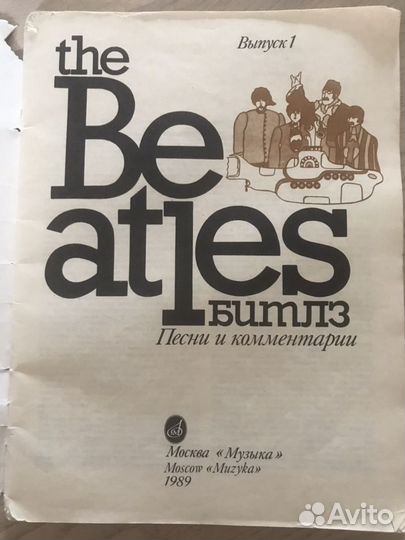 Выпуск 1
the
Be
atles
БИТЛЗ
Песни и комментарии
Москва «Музыка»
Moscow «Muzyka»
1989
Avito